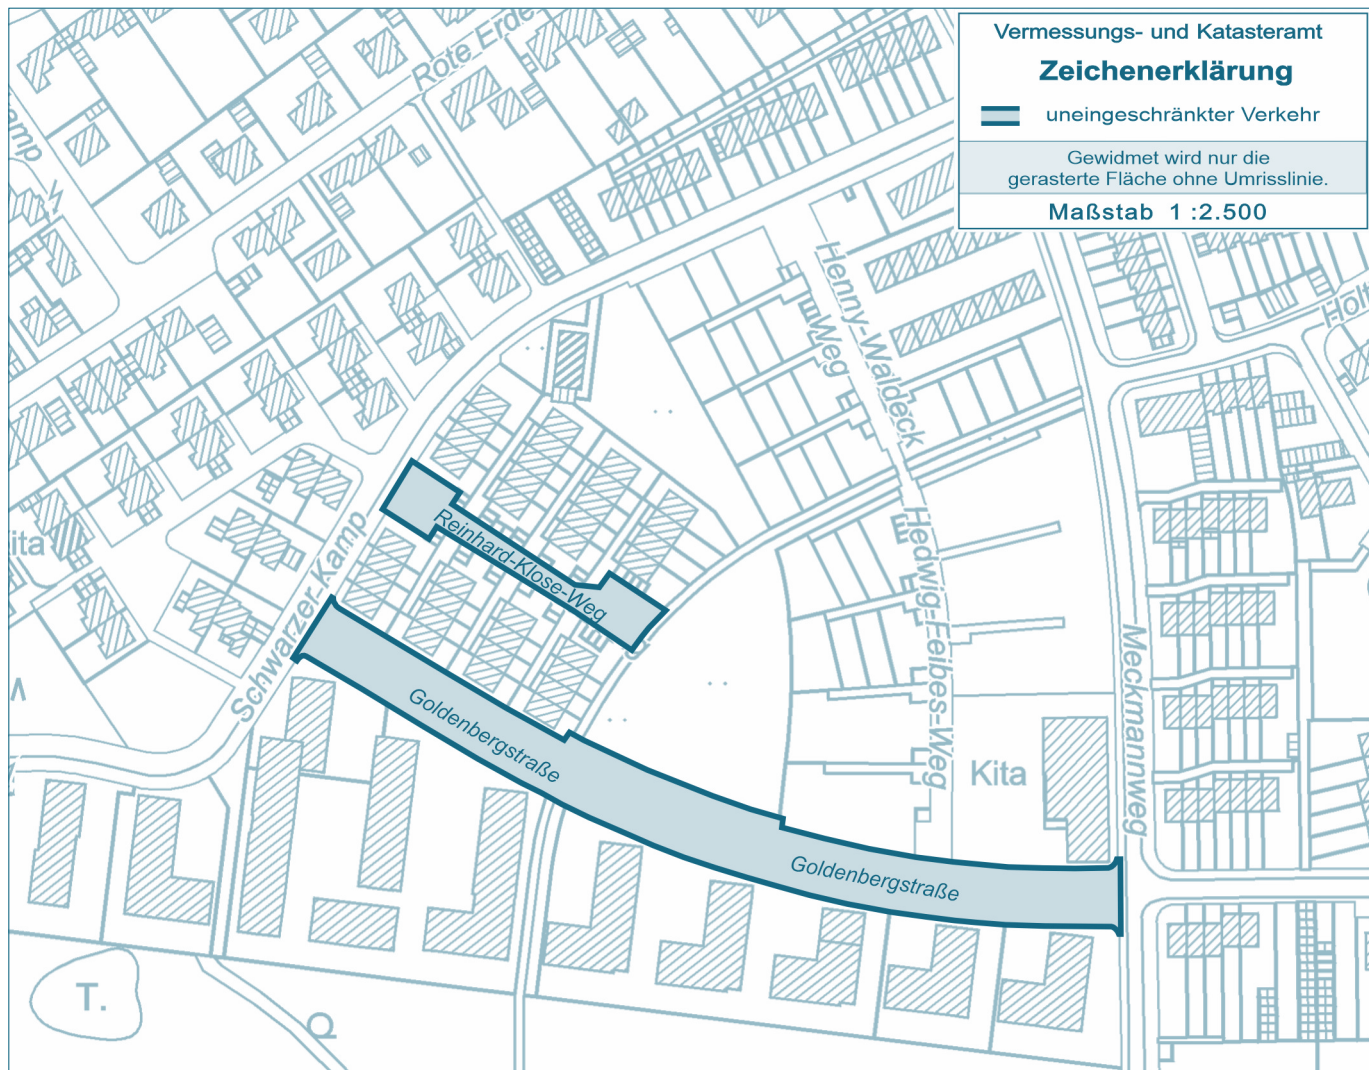 Vermessungs- und Katasteramt
Zeichenerklärung
uneingeschränkter Verkehr
Gewidmet wird nur die
gerasterte Fläche ohne Umrisslinie.
Maßstab 1 :2.500
Rote Erde
Henny-Waldeck
Weg
Reinhard-Klose-Weg
Schwarzer-Kamp
Hedwig-Feibes-Weg
Meckmannweg
Goldenbergstraße
Goldenbergstraße
Kita
T.